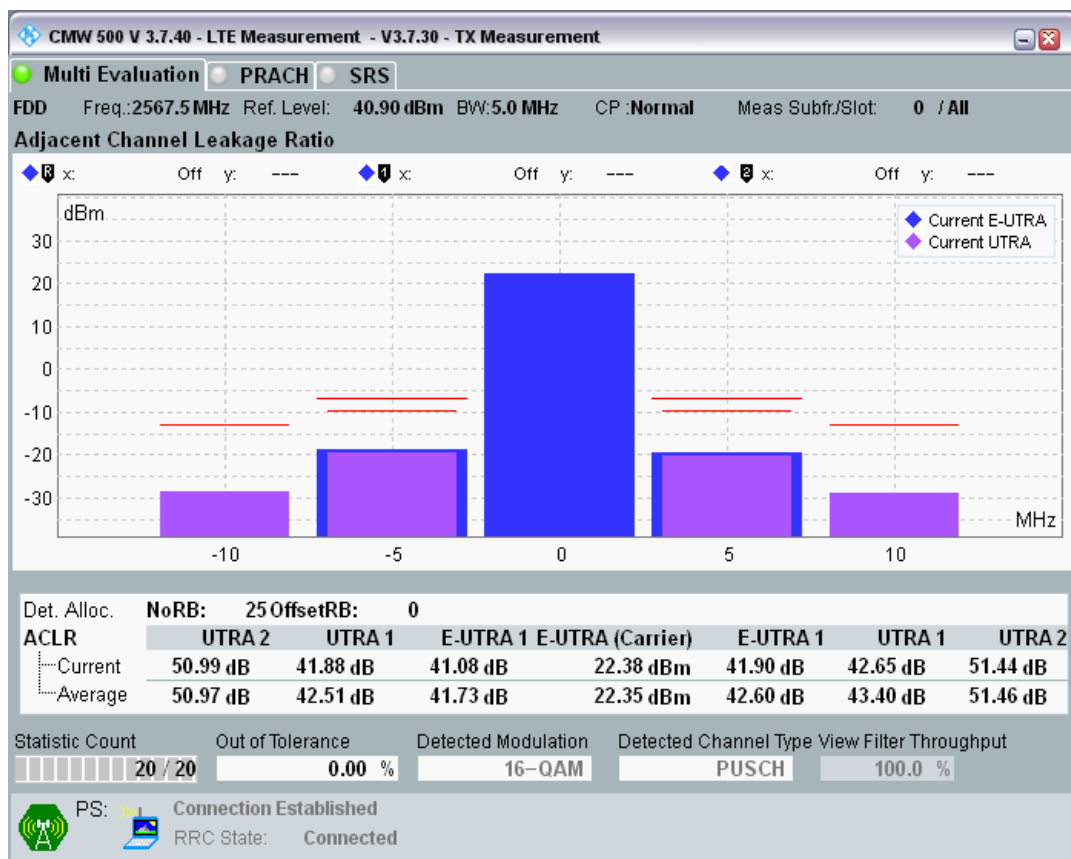 CMW 500 V 3.7.40 - LTE Measurement - V3.7.30 - TX Measurement
Multi Evaluation PRACH SRS
FDD Freq.:2567.5 MHz Ref. Level: 40.90 dBm BW:5.0 MHz CP :Normal Meas Subfr./Slot: 0 / All
Adjacent Channel Leakage Ratio
R x: Off y: --- 1 x: Off y: --- 2 x: Off y: ---
dBm
Current E-UTRA
Current UTRA
30
20
10
0
-10
-20
-30
MHz
-10 -5 0 5 10
Det. Alloc. NoRB: 25 OffsetRB: 0
ACLR UTRA 2 UTRA 1 E-UTRA 1 E-UTRA (Carrier) E-UTRA 1 UTRA 1 UTRA 2
Current 50.99 dB 41.88 dB 41.08 dB 22.38 dBm 41.90 dB 42.65 dB 51.44 dB
Average 50.97 dB 42.51 dB 41.73 dB 22.35 dBm 42.60 dB 43.40 dB 51.46 dB
Statistic Count Out of Tolerance Detected Modulation Detected Channel Type View Filter Throughput
20 / 20 0.00 % 16-QAM PUSCH 100.0 %
PS: Connection Established
RRC State: Connected